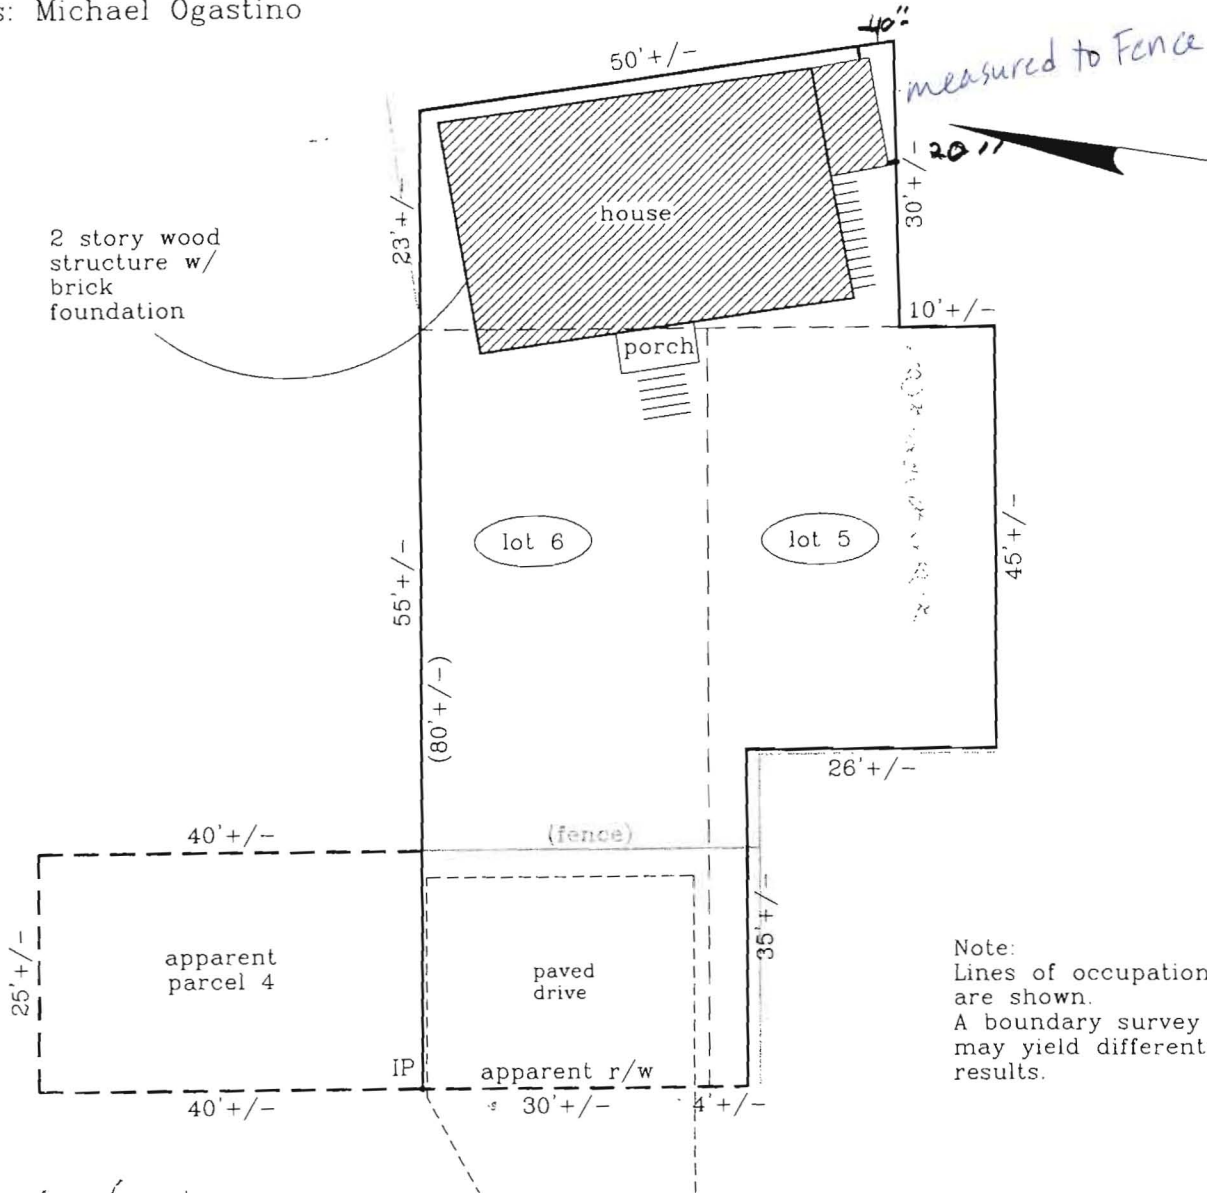 s: Michael Ogastino
40"
50'+/-
measured to Fence
20"
30'+/-
23'+/-
house
2 story wood
structure w/
brick
foundation
10'+/-
porch
lot 6
lot 5
45'+/-
55'+/-
(80'+/-)
26'+/-
40'+/-
(fence)
35'+/-
25'+/-
apparent
parcel 4
paved
drive
Note:
Lines of occupation
are shown.
A boundary survey
may yield different
results.
IP
apparent r/w
40'+/-
30'+/-
4'+/-